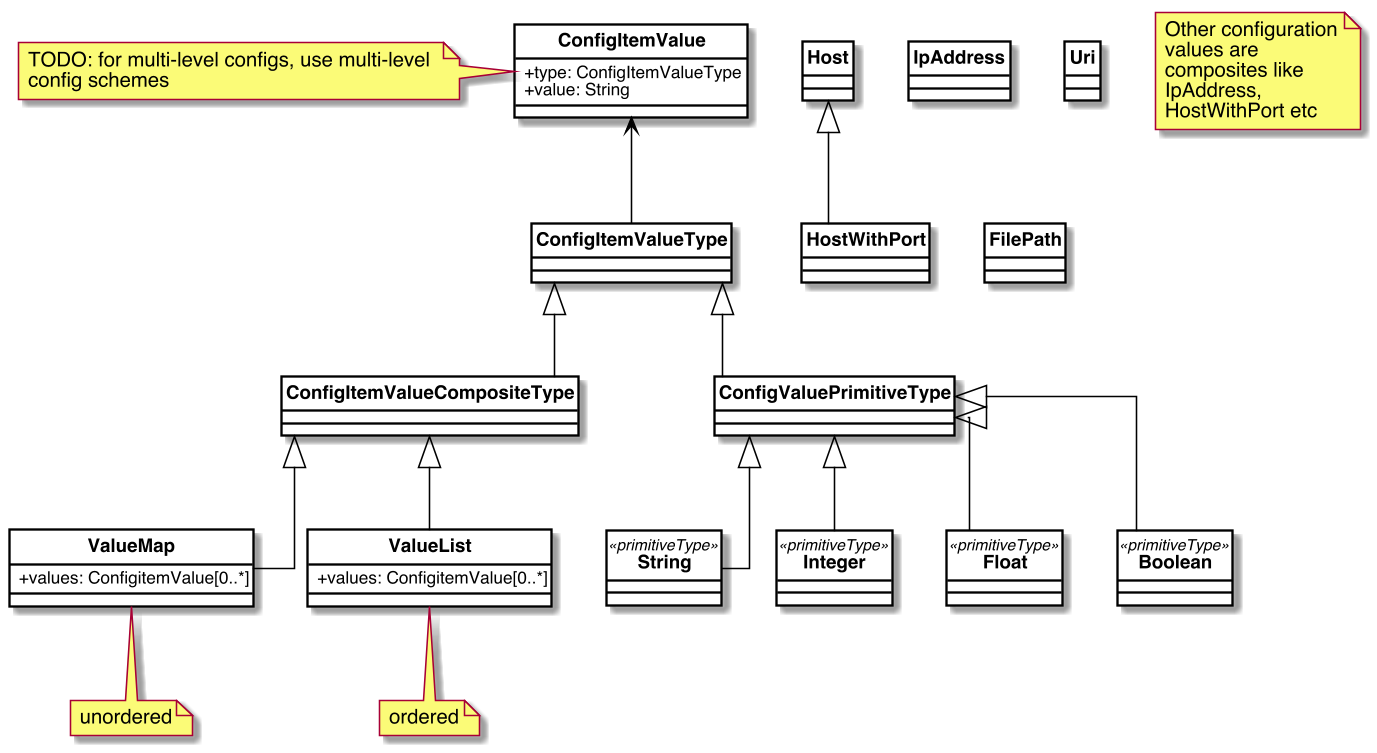 TODO: for multi-level configs, use multi-level
config schemes
ConfigItemValue
+type: ConfigItemValueType
+value: String
Host
IpAddress
Uri
Other configuration
values are
composites like
IpAddress,
HostWithPort etc
ConfigItemValueType
HostWithPort
FilePath
ConfigItemValueCompositeType
ConfigValuePrimitiveType
ValueMap
+values: ConfigitemValue[0..*]
ValueList
+values: ConfigitemValue[0..*]
«primitiveType»
String
«primitiveType»
Integer
«primitiveType»
Float
«primitiveType»
Boolean
unordered
ordered